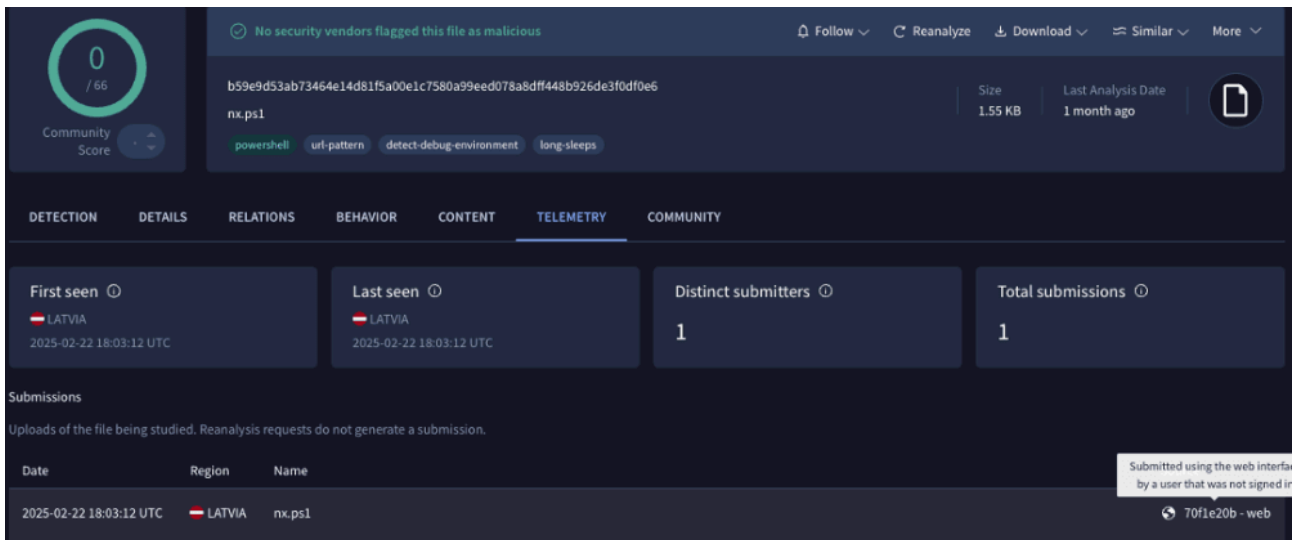 0
/ 66
Community
Score
No security vendors flagged this file as malicious
Follow
Reanalyze
Download
Similar
More
b59e9d53ab73464e14d81f5a00e1c7580a99eed078a8dff448b926de3f0df0e6
nx.ps1
powershell url-pattern detect-debug-environment long-sleeps
Size
1.55 KB
Last Analysis Date
1 month ago
DETECTION DETAILS RELATIONS BEHAVIOR CONTENT TELEMETRY COMMUNITY
First seen
LATVIA
2025-02-22 18:03:12 UTC
Last seen
LATVIA
2025-02-22 18:03:12 UTC
Distinct submitters
1
Total submissions
1
Submissions
Uploads of the file being studied. Reanalysis requests do not generate a submission.
Date Region Name
Submitted using the web interfa
by a user that was not signed in
2025-02-22 18:03:12 UTC LATVIA nx.ps1 70f1e20b - web